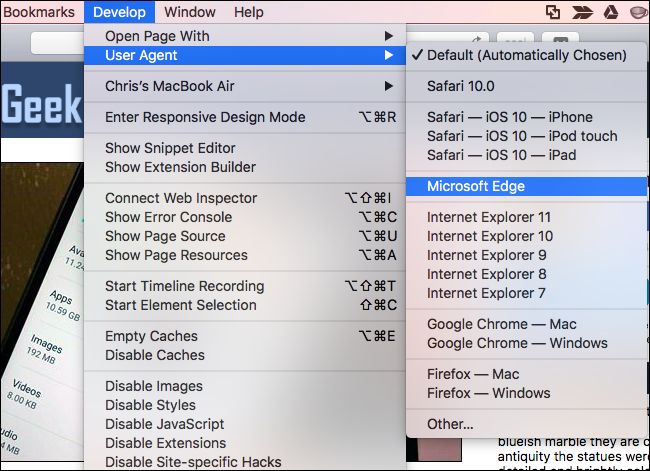 Bookmarks Develop Window Help
Geek
Open Page With
User Agent
Chris's MacBook Air
Enter Responsive Design Mode ⌥⌘R
Show Snippet Editor
Show Extension Builder
Connect Web Inspector ⌥⇧⌘I
Show Error Console ⌥⌘C
Show Page Source ⌥⌘U
Show Page Resources ⌥⌘A
Start Timeline Recording ⌥⇧⌘T
Start Element Selection ⇧⌘C
Empty Caches ⌥⌘E
Disable Caches
Disable Images
Disable Styles
Disable JavaScript
Disable Extensions
Disable Site-specific Hacks
✓ Default (Automatically Chosen)
Safari 10.0
Safari — iOS 10 — iPhone
Safari — iOS 10 — iPod touch
Safari — iOS 10 — iPad
Microsoft Edge
Internet Explorer 11
Internet Explorer 10
Internet Explorer 9
Internet Explorer 8
Internet Explorer 7
Google Chrome — Mac
Google Chrome — Windows
Firefox — Mac
Firefox — Windows
Other...
11.24
Apps
10.59 GB
Images
192 MB
Videos
8.00 KB
blueish marble they are c
antiquity the statues were